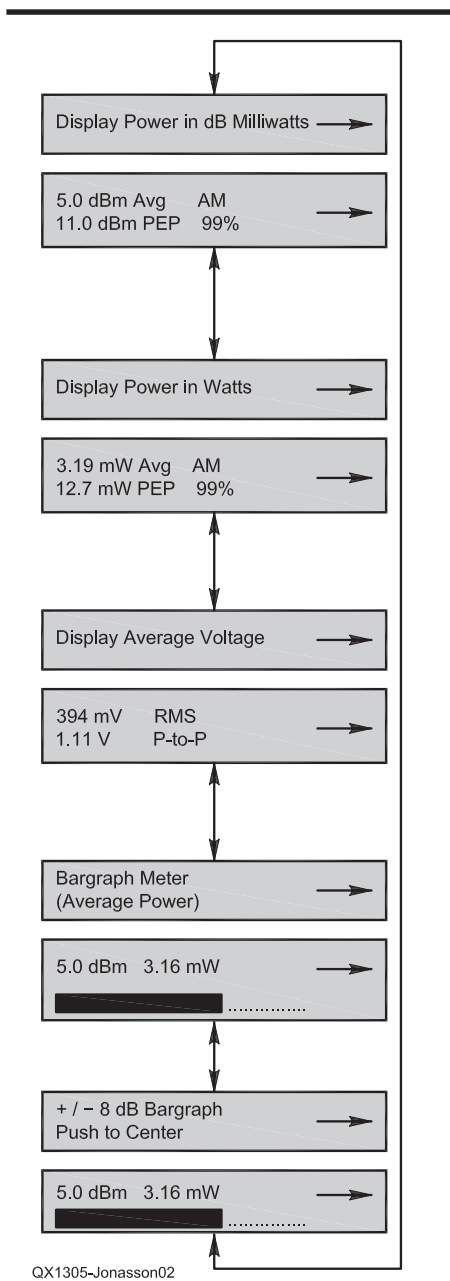 Display Power in dB Milliwatts
5.0 dBm Avg AM
11.0 dBm PEP 99%
Display Power in Watts
3.19 mW Avg AM
12.7 mW PEP 99%
Display Average Voltage
394 mV RMS
1.11 V P-to-P
Bargraph Meter
(Average Power)
5.0 dBm 3.16 mW
+ / − 8 dB Bargraph
Push to Center
5.0 dBm 3.16 mW
QX1305-Jonasson02